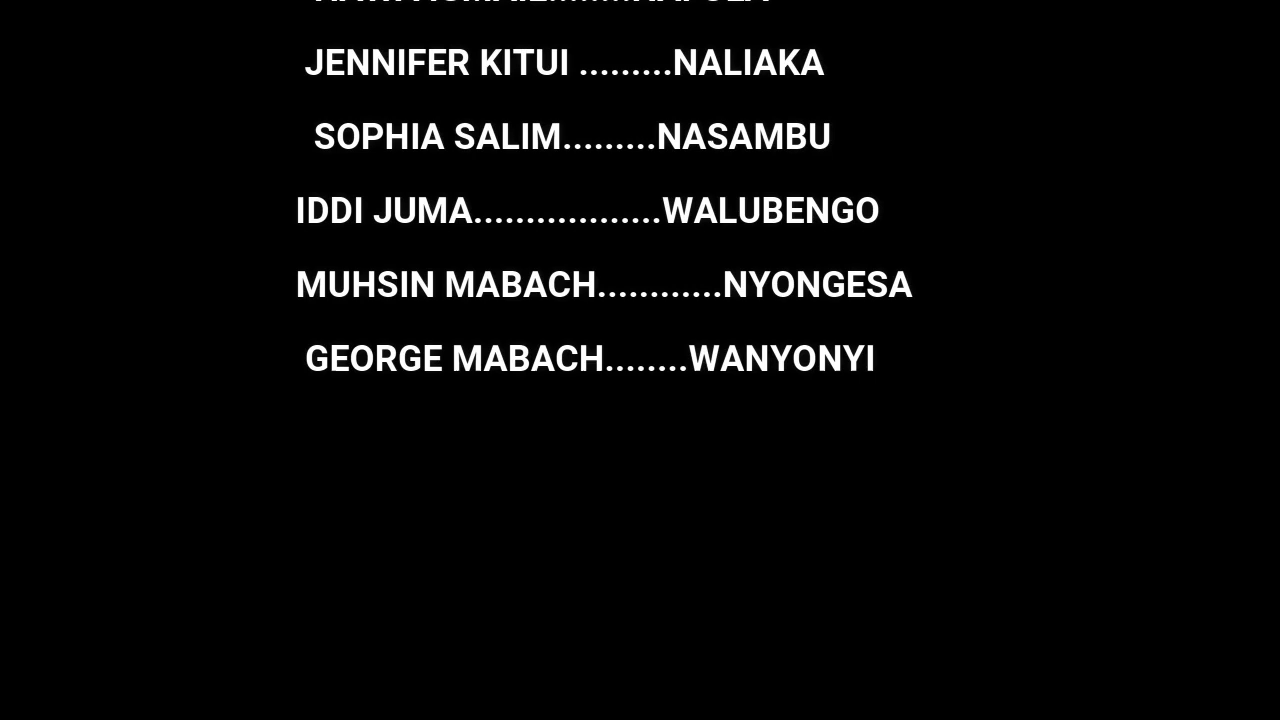 JENNIFER KITUI .........NALIAKA
SOPHIA SALIM.........NASAMBU
IDDI JUMA..................WALUBENGO
MUHSIN MABACH............NYONGESA
GEORGE MABACH........WANYONYI